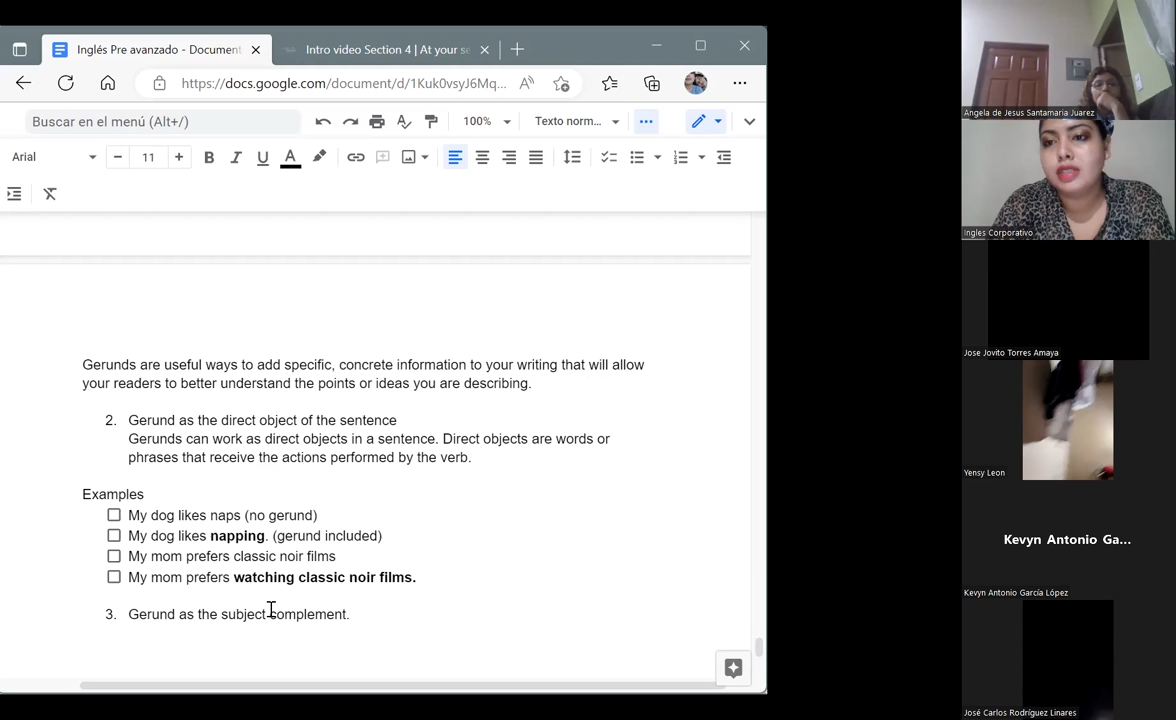 Inglés Pre avanzado - Document
Intro video Section 4 | At your se
https://docs.google.com/document/d/1Kuk0vsyJ6Mq...
Buscar en el menú (Alt+/)
100%
Texto norm...
Arial
11
Gerunds are useful ways to add specific, concrete information to your writing that will allow
your readers to better understand the points or ideas you are describing.
2. Gerund as the direct object of the sentence
Gerunds can work as direct objects in a sentence. Direct objects are words or
phrases that receive the actions performed by the verb.
Examples
My dog likes naps (no gerund)
My dog likes napping. (gerund included)
My mom prefers classic noir films
My mom prefers watching classic noir films.
3. Gerund as the subject complement.
Angela de Jesus Santamaria Juarez
Ingles Corporativo
Jose Jovito Torres Amaya
Yensy Leon
Kevyn Antonio Ga...
Kevyn Antonio García López
José Carlos Rodríguez Linares